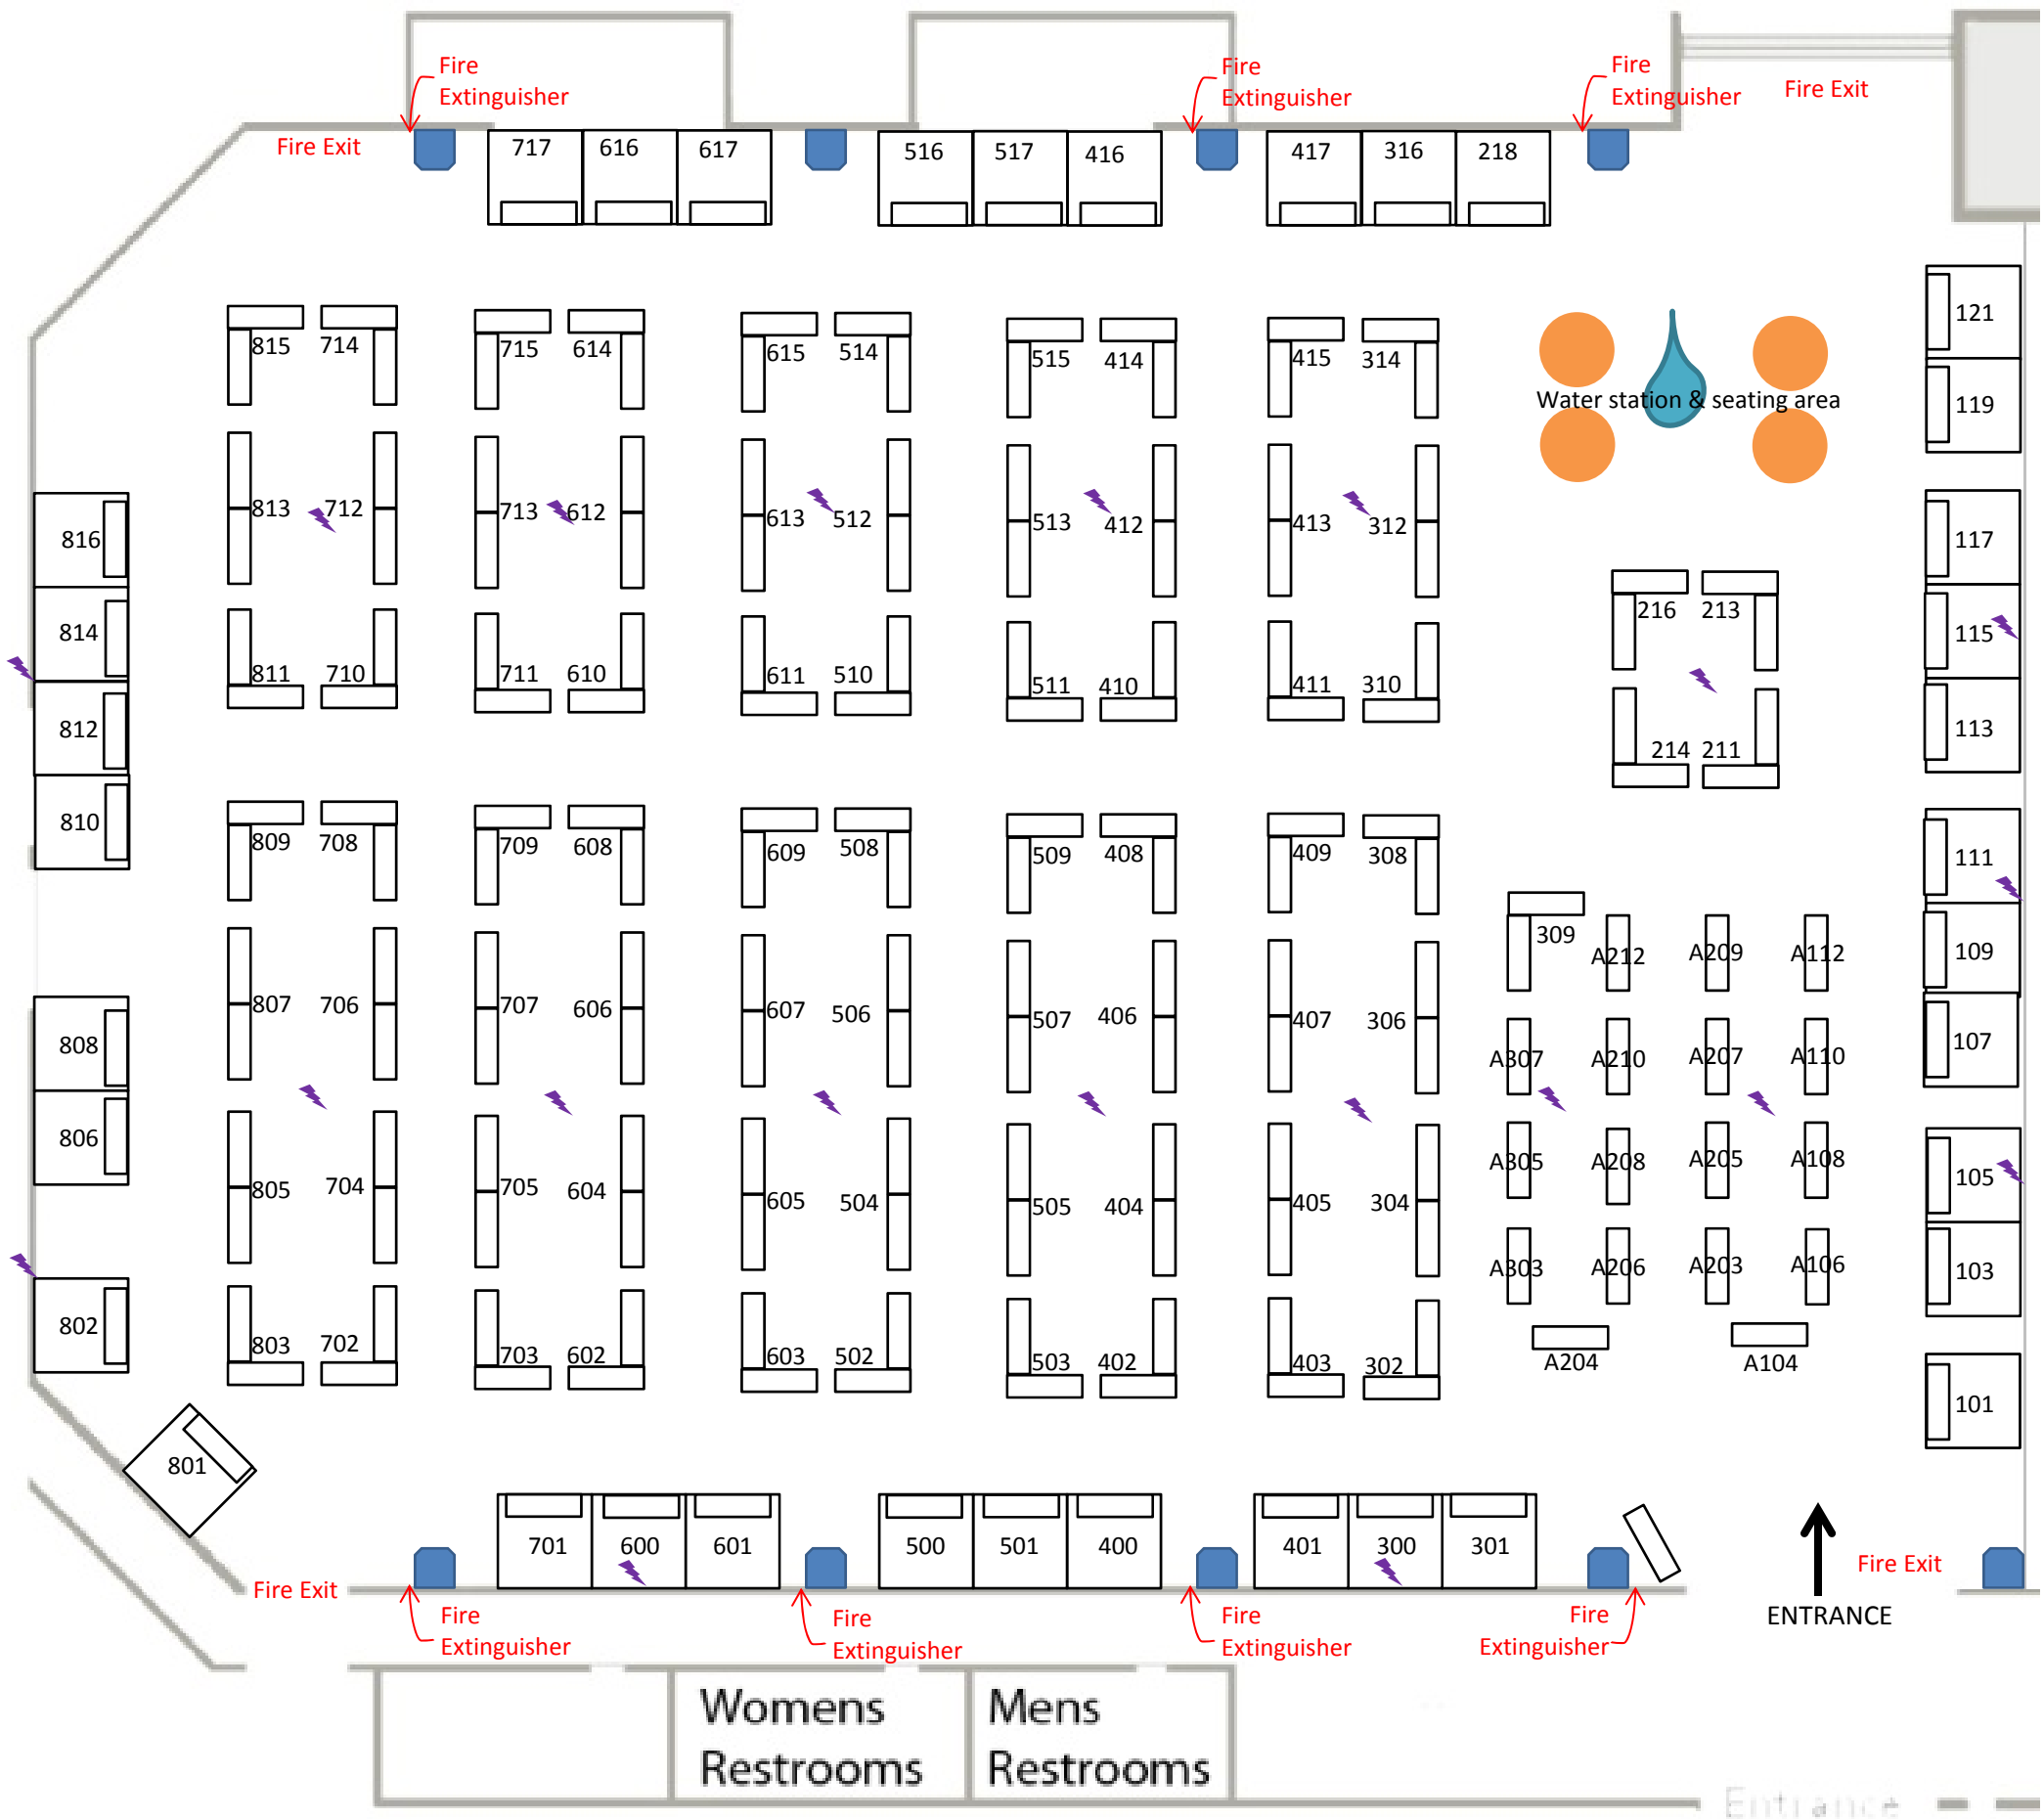 Fire
Extinguisher
Fire
Extinguisher
Fire
Extinguisher
Fire Exit
Fire Exit
717 616 617
516 517 416
417 316 218
121
815 714
715 614
615 514
515 414
415 314
119
Water station & seating area
813 712
713 612
613 512
513 412
413 312
816
117
814
216 213
115
811 710
711 610
611 510
511 410
411 310
812
214 211
113
810
809 708
709 608
609 508
509 408
409 308
111
309
A212 A209 A112
109
807 706
707 606
607 506
507 406
407 306
808
A307 A210 A207 A110
107
806
805 704
705 604
605 504
505 404
405 304
A305 A208 A205 A108
105
A303 A206 A203 A106
103
802
803 702
703 602
603 502
503 402
403 302
A204 A104
101
801
701 600 601
500 501 400
401 300 301
Fire Exit
Fire Exit
ENTRANCE
Fire
Extinguisher
Fire
Extinguisher
Fire
Extinguisher
Fire
Extinguisher
Womens
Restrooms
Mens
Restrooms
Entrance